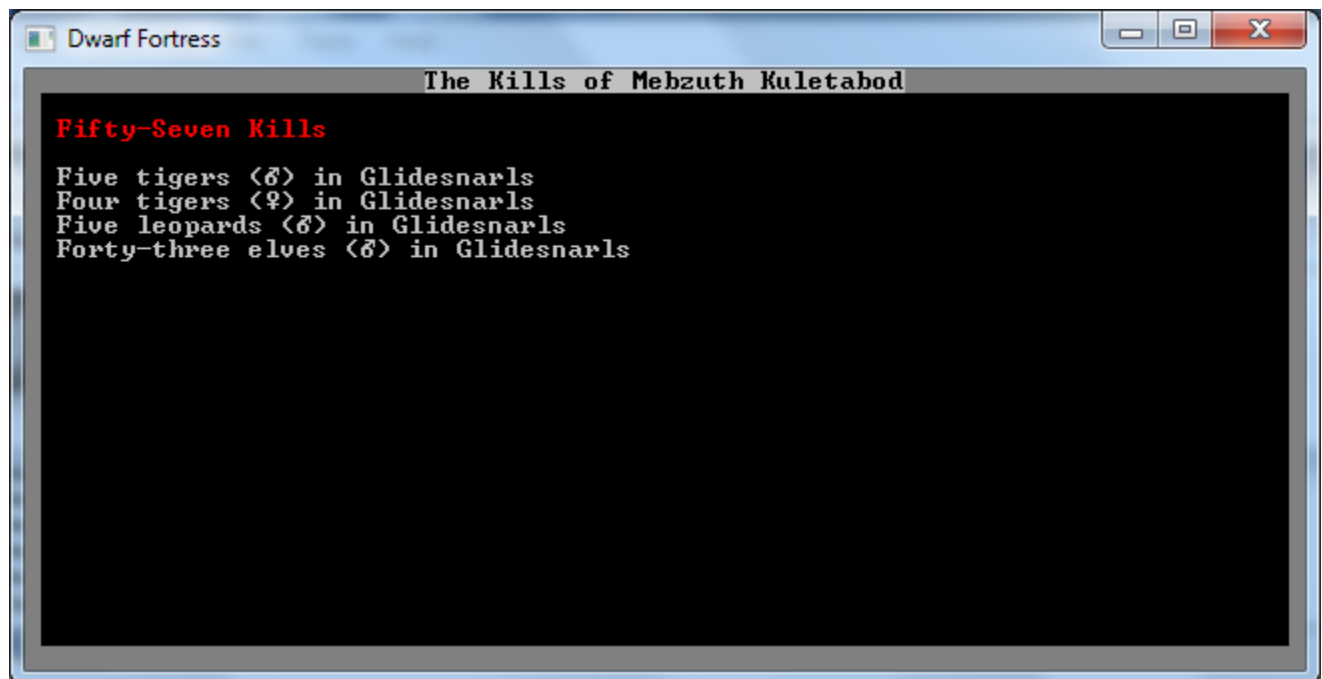 Dwarf Fortress
The Kills of Mebzuth Kuletabod
Fifty-Seven Kills
Five tigers (♂) in Glidesnarls
Four tigers (♀) in Glidesnarls
Five leopards (♂) in Glidesnarls
Forty-three elves (♂) in Glidesnarls